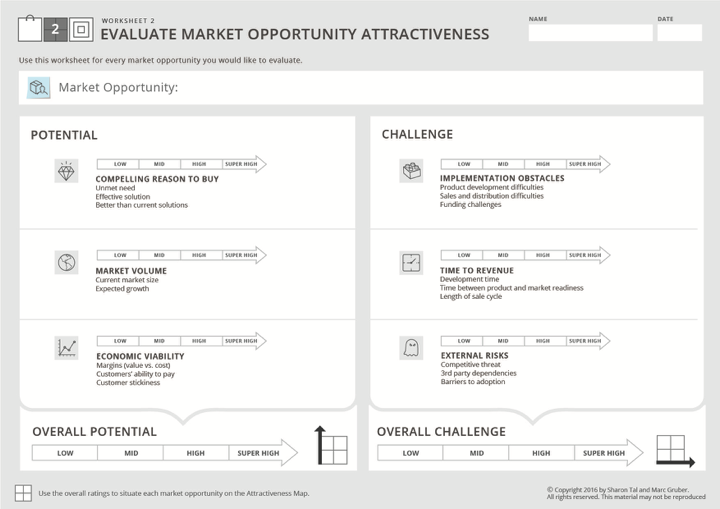 WORKSHEET 2
2
EVALUATE MARKET OPPORTUNITY ATTRACTIVENESS
NAME
DATE
Use this worksheet for every market opportunity you would like to evaluate.
Market Opportunity:
POTENTIAL
LOW MID HIGH SUPER HIGH
COMPELLING REASON TO BUY
Unmet need
Effective solution
Better than current solutions
LOW MID HIGH SUPER HIGH
MARKET VOLUME
Current market size
Expected growth
LOW MID HIGH SUPER HIGH
ECONOMIC VIABILITY
Margins (value vs. cost)
Customers' ability to pay
Customer stickiness
OVERALL POTENTIAL
LOW MID HIGH SUPER HIGH
CHALLENGE
LOW MID HIGH SUPER HIGH
IMPLEMENTATION OBSTACLES
Product development difficulties
Sales and distribution difficulties
Funding challenges
LOW MID HIGH SUPER HIGH
TIME TO REVENUE
Development time
Time between product and market readiness
Length of sale cycle
LOW MID HIGH SUPER HIGH
EXTERNAL RISKS
Competitive threat
3rd party dependencies
Barriers to adoption
OVERALL CHALLENGE
LOW MID HIGH SUPER HIGH
Use the overall ratings to situate each market opportunity on the Attractiveness Map.
© Copyright 2016 by Sharon Tal and Marc Gruber.
All rights reserved. This material may not be reproduced